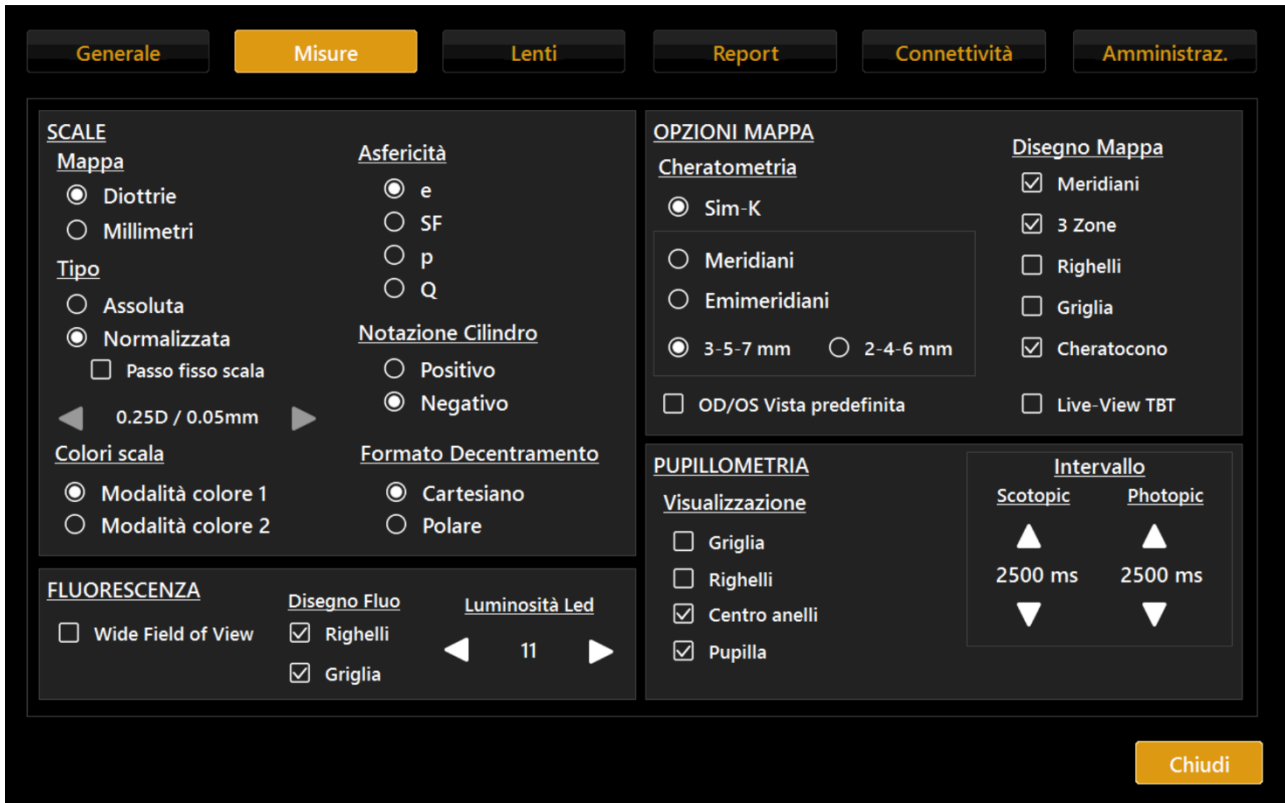 Generale
Misure
Lenti
Report
Connettività
Amministraz.
SCALE
Mappa
Diottrie
Millimetri
Tipo
Assoluta
Normalizzata
Passo fisso scala
0.25D / 0.05mm
Colori scala
Modalità colore 1
Modalità colore 2
Asfericità
e
SF
p
Q
Notazione Cilindro
Positivo
Negativo
Formato Decentramento
Cartesiano
Polare
FLUORESCENZA
Wide Field of View
Disegno Fluo
Righelli
Griglia
Luminosità Led
11
OPZIONI MAPPA
Cheratometria
Sim-K
Meridiani
Emimeridiani
3-5-7 mm
2-4-6 mm
OD/OS Vista predefinita
Disegno Mappa
Meridiani
3 Zone
Righelli
Griglia
Cheratocono
Live-View TBT
PUPILLOMETRIA
Visualizzazione
Griglia
Righelli
Centro anelli
Pupilla
Intervallo
Scotopic
Photopic
2500 ms
2500 ms
Chiudi